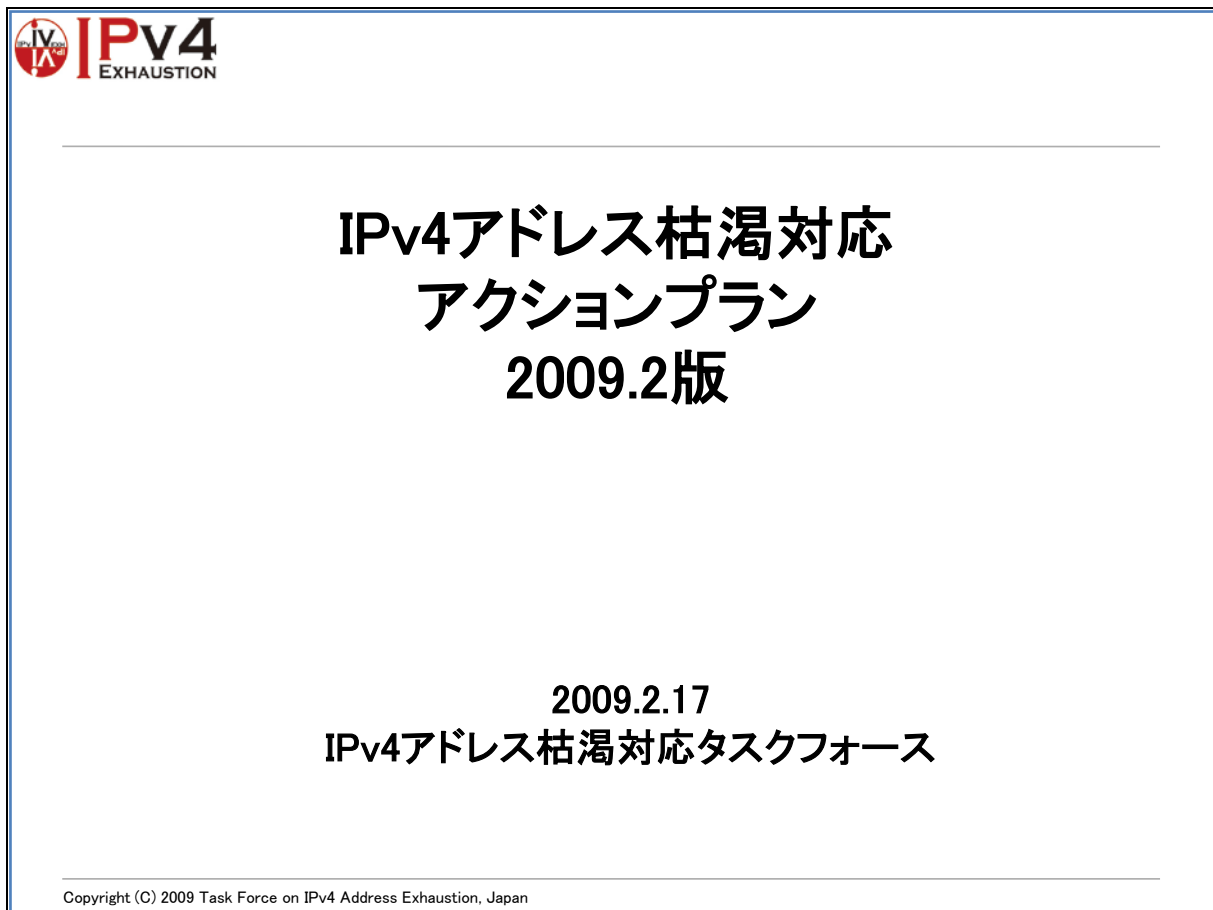 IPv4
EXHAUSTION
IPv4アドレス枯渇対応
アクションプラン
2009.2版
2009.2.17
IPv4アドレス枯渇対応タスクフォース
Copyright (C) 2009 Task Force on IPv4 Address Exhaustion, Japan